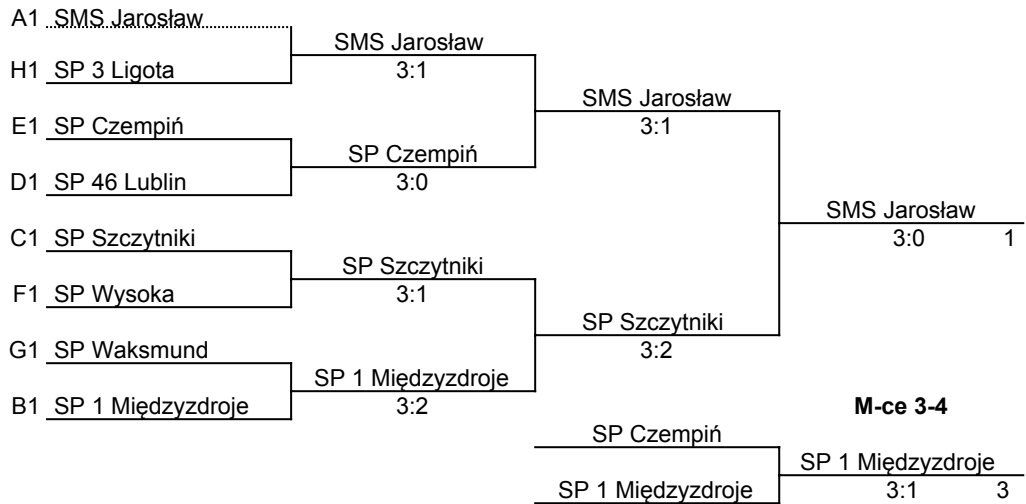 A1 SMS Jarosław
SMS Jarosław
H1 SP 3 Ligota
3:1
SMS Jarosław
E1 SP Czempiń
3:1
SP Czempiń
D1 SP 46 Lublin
3:0
SMS Jarosław
C1 SP Szczytniki
3:0 1
SP Szczytniki
F1 SP Wysoka
3:1
SP Szczytniki
G1 SP Waksmund
3:2
SP 1 Międzyzdroje
B1 SP 1 Międzyzdroje
3:2
M-ce 3-4
SP Czempiń
SP 1 Międzyzdroje
SP 1 Międzyzdroje
3:1 3